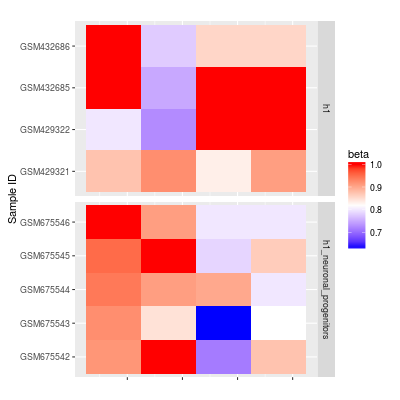 GSM432686
GSM432685
GSM429322
GSM429321
h1
GSM675546
GSM675545
GSM675544
GSM675543
GSM675542
h1_neuronal_progenitors
Sample ID
beta
1.0
0.9
0.8
0.7